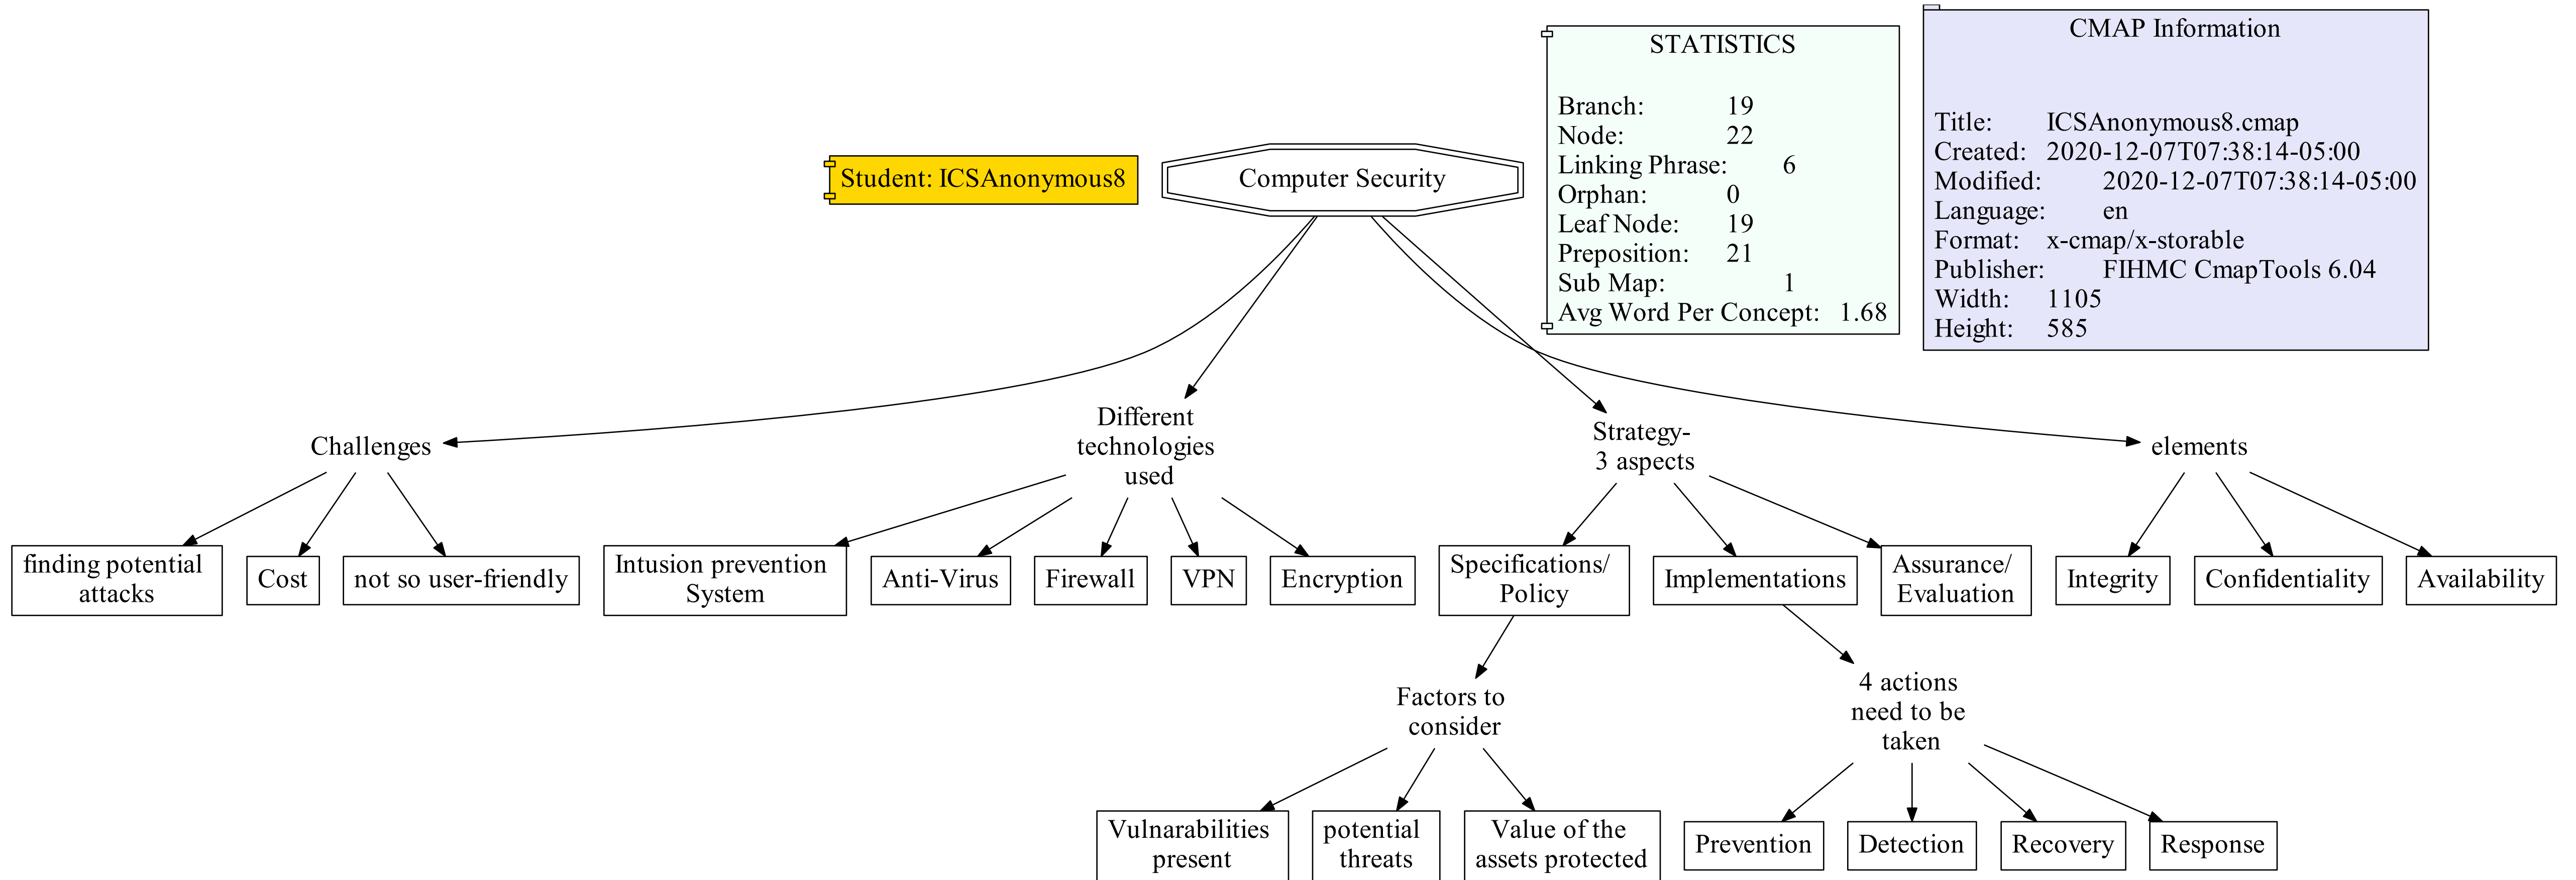 STATISTICS
Branch: 19
Node: 22
Linking Phrase: 6
Orphan: 0
Leaf Node: 19
Preposition: 21
Sub Map: 1
Avg Word Per Concept: 1.68
CMAP Information
Title: ICSAnonymous8.cmap
Created: 2020-12-07T07:38:14-05:00
Modified: 2020-12-07T07:38:14-05:00
Language: en
Format: x-cmap/x-storable
Publisher: FIHMC CmapTools 6.04
Width: 1105
Height: 585
Student: ICSAnonymous8
Computer Security
Challenges
Different
technologies
used
Strategy-
3 aspects
elements
finding potential
attacks
Cost
not so user-friendly
Intusion prevention
System
Anti-Virus
Firewall
VPN
Encryption
Specifications/
Policy
Implementations
Assurance/
Evaluation
Integrity
Confidentiality
Availability
Factors to
consider
4 actions
need to be
taken
Vulnarabilities
present
potential
threats
Value of the
assets protected
Prevention
Detection
Recovery
Response